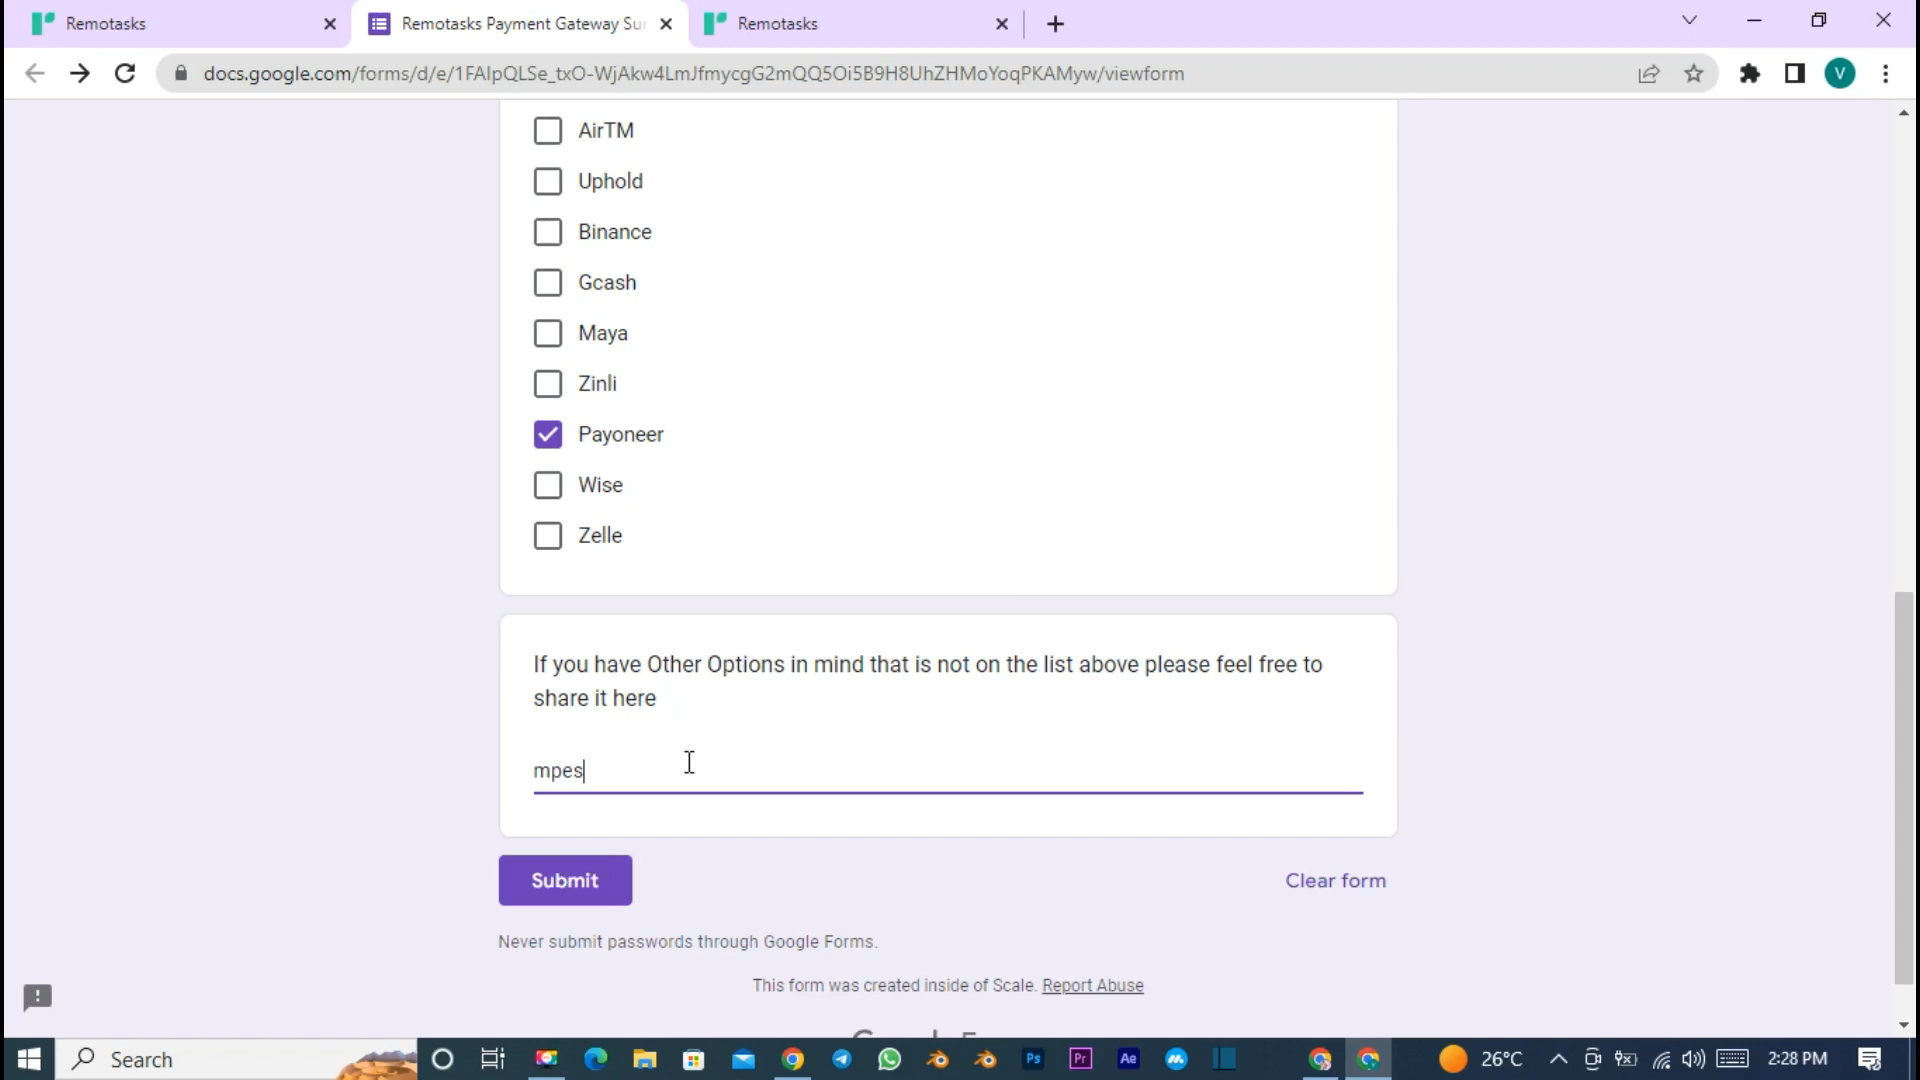 Remotasks
Remotasks Payment Gateway Sur
Remotasks
docs.google.com/forms/d/e/1FAIpQLSe_txO-WjAkw4LmJfmycgG2mQQ5Oi5B9H8UhZHMoYoqPKAMyw/viewform
V
AirTM
Uphold
Binance
Gcash
Maya
Zinli
Payoneer
Wise
Zelle
If you have Other Options in mind that is not on the list above please feel free to
share it here
mpes
Submit
Clear form
Never submit passwords through Google Forms.
This form was created inside of Scale. Report Abuse
Search
Ps
Pr
Ae
26°C
2:28 PM